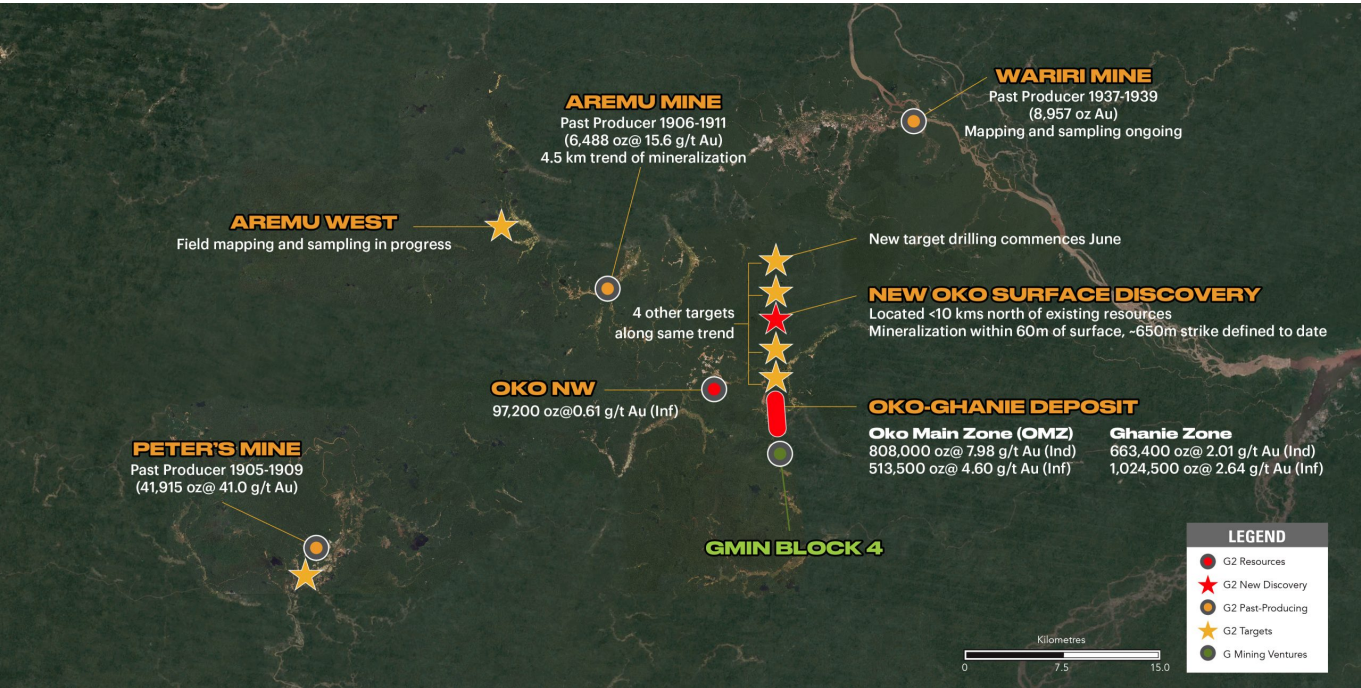 WARIRI MINE
Past Producer 1937-1939
(8,957 oz Au)
Mapping and sampling ongoing
AREMU MINE
Past Producer 1906-1911
(6,488 oz@ 15.6 g/t Au)
4.5 km trend of mineralization
AREMU WEST
Field mapping and sampling in progress
New target drilling commences June
NEW OKO SURFACE DISCOVERY
Located <10 kms north of existing resources
Mineralization within 60m of surface, ~650m strike defined to date
4 other targets
along same trend
OKO NW
97,200 oz@0.61 g/t Au (Inf)
OKO-GHANIE DEPOSIT
Oko Main Zone (OMZ)
808,000 oz@ 7.98 g/t Au (Ind)
513,500 oz@ 4.60 g/t Au (Inf)
Ghanie Zone
663,400 oz@ 2.01 g/t Au (Ind)
1,024,500 oz@ 2.64 g/t Au (Inf)
PETER'S MINE
Past Producer 1905-1909
(41,915 oz@ 41.0 g/t Au)
GMIN BLOCK 4
LEGEND
G2 Resources
G2 New Discovery
G2 Past-Producing
G2 Targets
G Mining Ventures
Kilometres
0 7.5 15.0